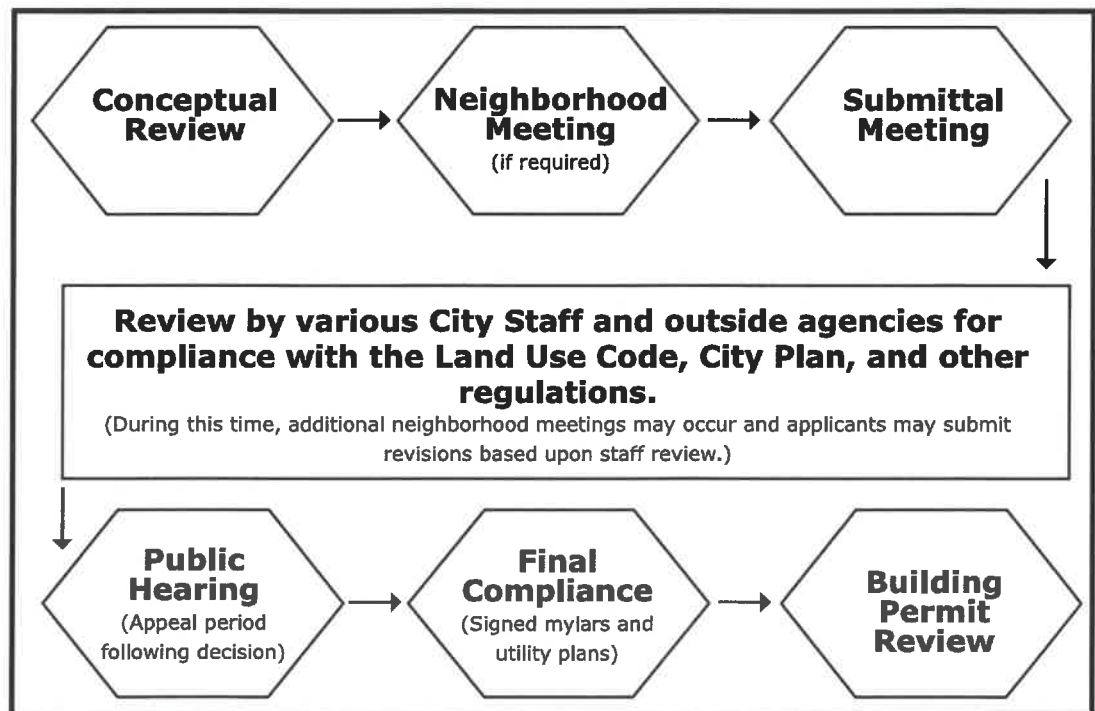 Conceptual
Review
Neighborhood
Meeting
(if required)
Submittal
Meeting
Review by various City Staff and outside agencies for
compliance with the Land Use Code, City Plan, and other
regulations.
(During this time, additional neighborhood meetings may occur and applicants may submit
revisions based upon staff review.)
Public
Hearing
(Appeal period
following decision)
Final
Compliance
(Signed mylars and
utility plans)
Building
Permit
Review